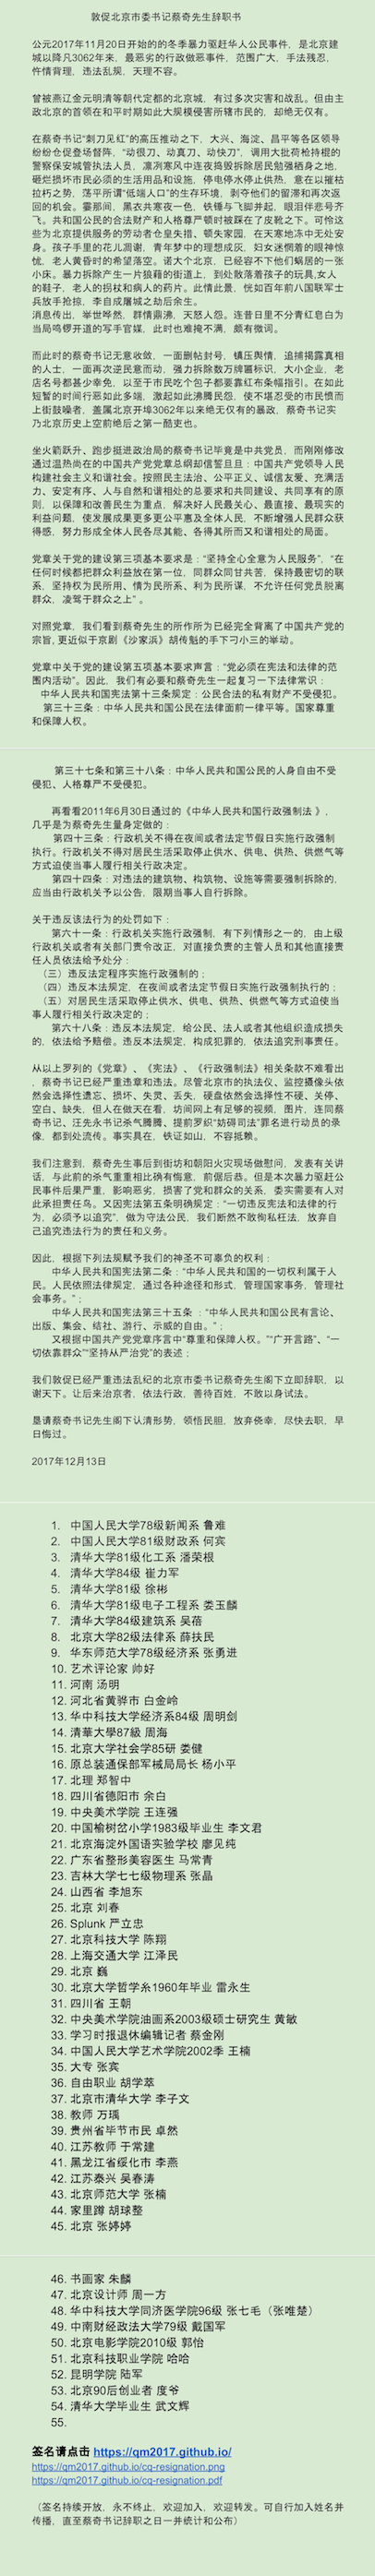 敦促北京市委书记蔡奇先生辞职书
公元2017年11月20日开始的的冬季暴力驱赶华人公民事件，是北京建
城以降凡3062年来，最恶劣的行政做恶事件，范围广大，手法残忍，
忤情背理，违法乱规，天理不容。
曾被燕辽金元明清等朝代定都的北京城，有过多次灾害和战乱。但由主
政北京的首领在和平时期如此大规模侵害所辖市民的，却绝无仅有。
在蔡奇书记“刺刀见红”的高压推动之下，大兴、海淀、昌平等各区领导
纷纷仓促登场督阵，“动狠刀、动真刀、动快刀”，调用大批荷枪持棍的
警察保安城管执法人员，凛冽寒风中连夜捣毁拆除居民勉强栖身之地，
砸烂损坏市民必须的生活用品和设施，停电停水停止供热，意在以摧枯
拉朽之势，荡平所谓“低端人口”的生存环境，剥夺他们的留滞和再次返
回的机会。霎那间，黑衣共寒夜一色，铁锤与飞脚并起，眼泪伴悲号齐
飞。共和国公民的合法财产和人格尊严顿时被踩在了皮靴之下。可怜这
些为北京提供服务的劳动者仓皇失措、顿失家园，在天寒地冻中无处安
身。孩子手里的花儿凋谢，青年梦中的理想成灰，妇女迷惘着的眼神惊
忧，老人黄昏时的希望落空。诺大个北京，已经容不下他们蜗居的一张
小床。暴力拆除产生一片狼藉的街道上，到处散落着孩子的玩具,女人
的鞋子，老人的拐杖和病人的药片。此情此景，恍如百年前八国联军士
兵放手抢掠，李自成屠城之劫后余生。
消息传出，举世哗然，群情鼎沸，天怒人怨。连昔日里不分青红皂白为
当局鸣锣开道的写手官媒，此时也难掩不满，颇有微词。
而此时的蔡奇书记无意收敛，一面删帖封号，镇压舆情，追捕揭露真相
的人士，一面再次逆民意而动，强力拆除数万牌匾标识，大小企业，老
店名号都甚少幸免，以至于市民吃个包子都要靠红布条幅指引。在如此
短暂的时间行恶如此多端，激起如此沸腾民怨，使不堪忍受的市民愤而
上街鼓噪者，盖属北京开埠3062年以来绝无仅有的暴政，蔡奇书记实
乃北京历史上空前绝后之第一酷吏也。
坐火箭跃升、跑步挺进政治局的蔡奇书记毕竟是中共党员，而刚刚修改
通过温热尚在的中国共产党党章总纲却信誓旦旦：中国共产党领导人民
构建社会主义和谐社会。按照民主法治、公平正义、诚信友爱、充满活
力、安定有序、人与自然和谐相处的总要求和共同建设、共同享有的原
则，以保障和改善民生为重点，解决好人民最关心、最直接、最现实的
利益问题，使发展成果更多更公平惠及全体人民，不断增强人民群众获
得感，努力形成全体人民各尽其能、各得其所而又和谐相处的局面。
党章关于党的建设第三项基本要求是：“坚持全心全意为人民服务”，“在
任何时候都把群众利益放在第一位，同群众同甘共苦，保持最密切的联
系，坚持权为民所用、情为民所系、利为民所谋，不允许任何党员脱离
群众，凌驾于群众之上” 。
对照党章，我们看到蔡奇先生的所作所为已经完全背离了中国共产党的
宗旨, 更近似于京剧《沙家浜》胡传魁的手下刁小三的举动。
党章中关于党的建设第五项基本要求声言：“党必须在宪法和法律的范
围内活动”。因此，我们有必要和蔡奇先生一起复习一下法律常识：
中华人民共和国宪法第十三条规定：公民合法的私有财产不受侵犯。
第三十三条：中华人民共和国公民在法律面前一律平等。国家尊重
和保障人权。
第三十七条和第三十八条：中华人民共和国公民的人身自由不受
侵犯、人格尊严不受侵犯。
再看看2011年6月30日通过的《中华人民共和国行政强制法 》，
几乎是为蔡奇先生量身定做的：
第四十三条：行政机关不得在夜间或者法定节假日实施行政强制
执行。行政机关不得对居民生活采取停止供水、供电、供热、供燃气等
方式迫使当事人履行相关行政决定。
第四十四条：对违法的建筑物、构筑物、设施等需要强制拆除的，
应当由行政机关予以公告，限期当事人自行拆除。
关于违反该法行为的处罚如下：
第六十一条：行政机关实施行政强制，有下列情形之一的，由上级
行政机关或者有关部门责令改正，对直接负责的主管人员和其他直接责
任人员依法给予处分：
（三）违反法定程序实施行政强制的；
（四）违反本法规定，在夜间或者法定节假日实施行政强制执行的；
（五）对居民生活采取停止供水、供电、供热、供燃气等方式迫使当
事人履行相关行政决定的；
第六十八条：违反本法规定，给公民、法人或者其他组织造成损失
的，依法给予赔偿。违反本法规定，构成犯罪的，依法追究刑事责任。
从以上罗列的《党章》、《宪法》、《行政强制法》相关条款不难看出
，蔡奇书记已经严重违章和违法。尽管北京市的执法仪、监控摄像头依
然会选择性遗忘、损坏、失灵、丢失，硬盘依然会选择性不硬、关停、
空白、缺失，但人在做天在看，坊间网上有足够的视频，图片，连同蔡
奇书记、汪先永书记杀气腾腾、提前罗织“妨碍司法”罪名进行动员的录
像，都到处流传。事实具在，铁证如山，不容抵赖。
我们注意到，蔡奇先生事后到街坊和朝阳火灾现场做慰问，发表有关讲
话，与此前的杀气重重相比确有悔意，前倨后恭。但是本次暴力驱赶公
民事件后果严重，影响恶劣，损害了党和群众的关系，委实需要有人对
此承担责任鸟。又因宪法第五条明确规定：“一切违反宪法和法律的行
为，必须予以追究”，做为守法公民，我们断然不敢徇私枉法，放弃自
己追究违法行为的责任和义务。
因此，根据下列法规赋予我们的神圣不可辜负的权利：
中华人民共和国宪法第二条：“中华人民共和国的一切权利属于人
民。人民依照法律规定，通过各种途径和形式，管理国家事务，管理社
会事务。”；
中华人民共和国宪法第三十五条 ：“中华人民共和国公民有言论、
出版、集会、结社、游行、示威的自由。”；
又根据中国共产党党章序言中“尊重和保障人权。”“广开言路”、“一
切依靠群众”“坚持从严治党”的表述；
我们敦促已经严重违法乱纪的北京市委书记蔡奇先生阁下立即辞职，以
谢天下。让后来治京者，依法行政，善待百姓，不敢以身试法。
恳请蔡奇书记先生阁下认清形势，领悟民胆，放弃侥幸，尽快去职，早
日悔过。
2017年12月13日
1. 中国人民大学78级新闻系 鲁难
2. 中国人民大学81级财政系 何宾
3. 清华大学81级化工系 潘荣根
4. 清华大学84级 崔力军
5. 清华大学81级 徐彬
6. 清华大学81级电子工程系 娄玉麟
7. 清华大学84级建筑系 吴蓓
8. 北京大学82级法律系 薛扶民
9. 华东师范大学78级经济系 张勇进
10. 艺术评论家 帅好
11. 河南 汤明
12. 河北省黄骅市 白金岭
13. 华中科技大学经济系84级 周明剑
14. 清華大學87級 周海
15. 北京大学社会学85研 娄健
16. 原总装通保部军械局局长 杨小平
17. 北理 郑智中
18. 四川省德阳市 余白
19. 中央美术学院 王连强
20. 中国榆树岔小学1983级毕业生 李文君
21. 北京海淀外国语实验学校 廖见纯
22. 广东省整形美容医生 马常青
23. 吉林大学七七级物理系 张晶
24. 山西省 李旭东
25. 北京 刘春
26. Splunk 严立忠
27. 北京科技大学 陈翔
28. 上海交通大学 江泽民
29. 北京 巍
30. 北京大学哲学糸1960年毕业 雷永生
31. 四川省 王朝
32. 中央美术学院油画系2003级硕士研究生 黄敏
33. 学习时报退休编辑记者 蔡金刚
34. 中国人民大学艺术学院2002季 王楠
35. 大专 张宾
36. 自由职业 胡学萃
37. 北京市清华大学 李子文
38. 教师 万瑀
39. 贵州省毕节市民 卓然
40. 江苏教师 于常建
41. 黑龙江省绥化市 李燕
42. 江苏泰兴 吴春涛
43. 北京师范大学 张楠
44. 家里蹲 胡球整
45. 北京 张婷婷
46. 书画家 朱麟
47. 北京设计师 周一方
48. 华中科技大学同济医学院96级 张七毛（张唯楚）
49. 中南财经政法大学79级 戴国军
50. 北京电影学院2010级 郭怡
51. 北京科技职业学院 哈哈
52. 昆明学院 陆军
53. 北京90后创业者 度爷
54. 清华大学毕业生 武文辉
55.
签名请点击 https://qm2017.github.io/
https://qm2017.github.io/cq-resignation.png
https://qm2017.github.io/cq-resignation.pdf
（签名持续开放，永不终止，欢迎加入，欢迎转发。可自行加入姓名并
传播，直至蔡奇书记辞职之日一并统计和公布）